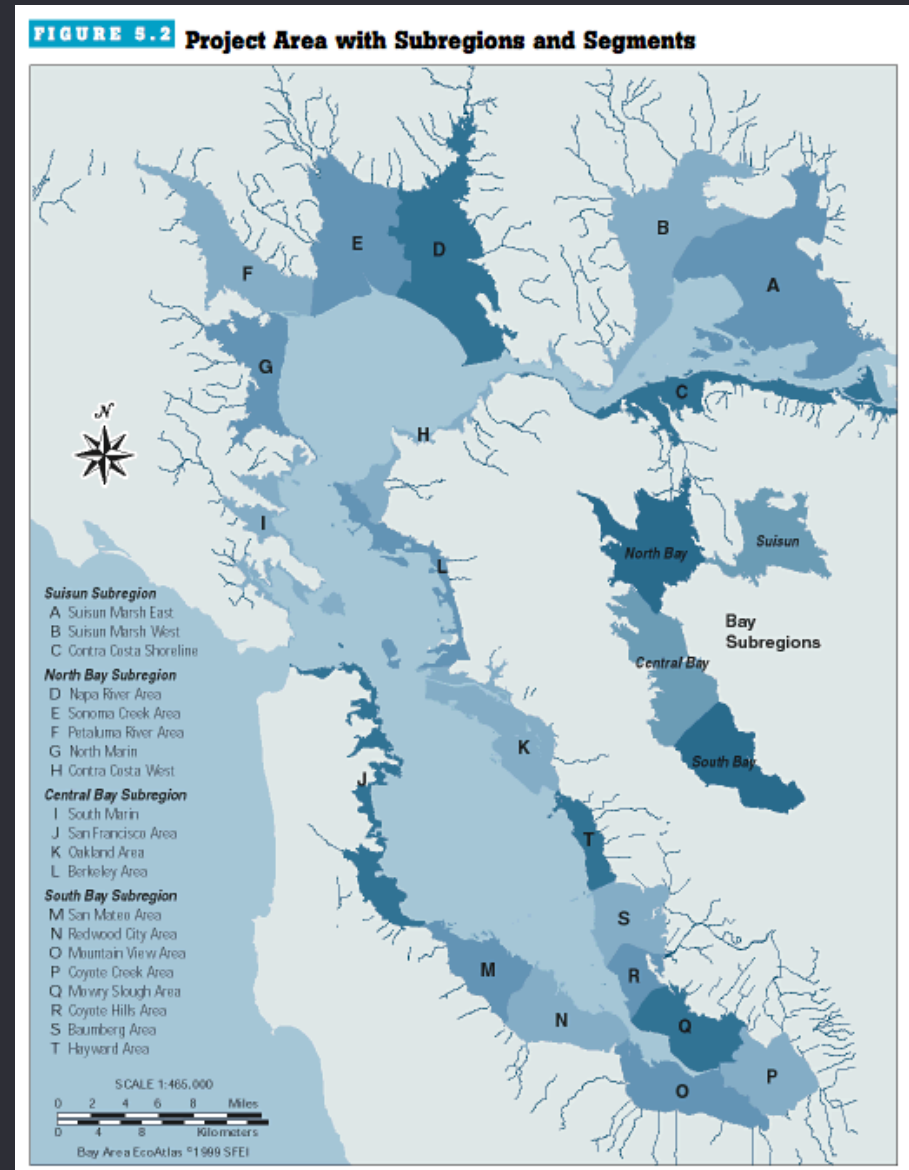 FIGURE 5.2 Project Area with Subregions and Segments
B
E
D
F
A
G
C
H
N
I
North Bay
Suisun
L
Bay
Subregions
Central Bay
K
South Bay
J
T
S
M
R
N
Q
P
O
Suisun Subregion
A Suisun Marsh East
B Suisun Marsh West
C Contra Costa Shoreline
North Bay Subregion
D Napa River Area
E Sonoma Creek Area
F Petaluma River Area
G North Marin
H Contra Costa West
Central Bay Subregion
I South Marin
J San Francisco Area
K Oakland Area
L Berkeley Area
South Bay Subregion
M San Mateo Area
N Redwood City Area
O Mountain View Area
P Coyote Creek Area
Q Mowry Slough Area
R Coyote Hills Area
S Baumberg Area
T Hayward Area
SCALE 1:465,000
0 2 4 6 8 Miles
0 4 8 Kilometers
Bay Area EcoAtlas ©1999 SFEI